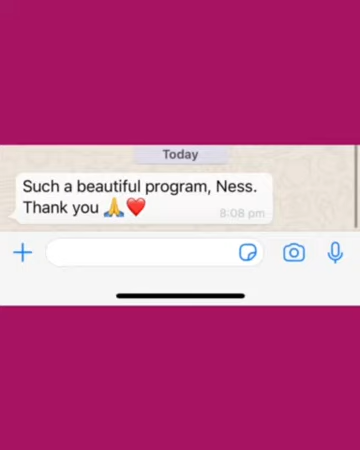 Today
Such a beautiful program, Ness.
Thank you 🙏❤️
8:08 pm